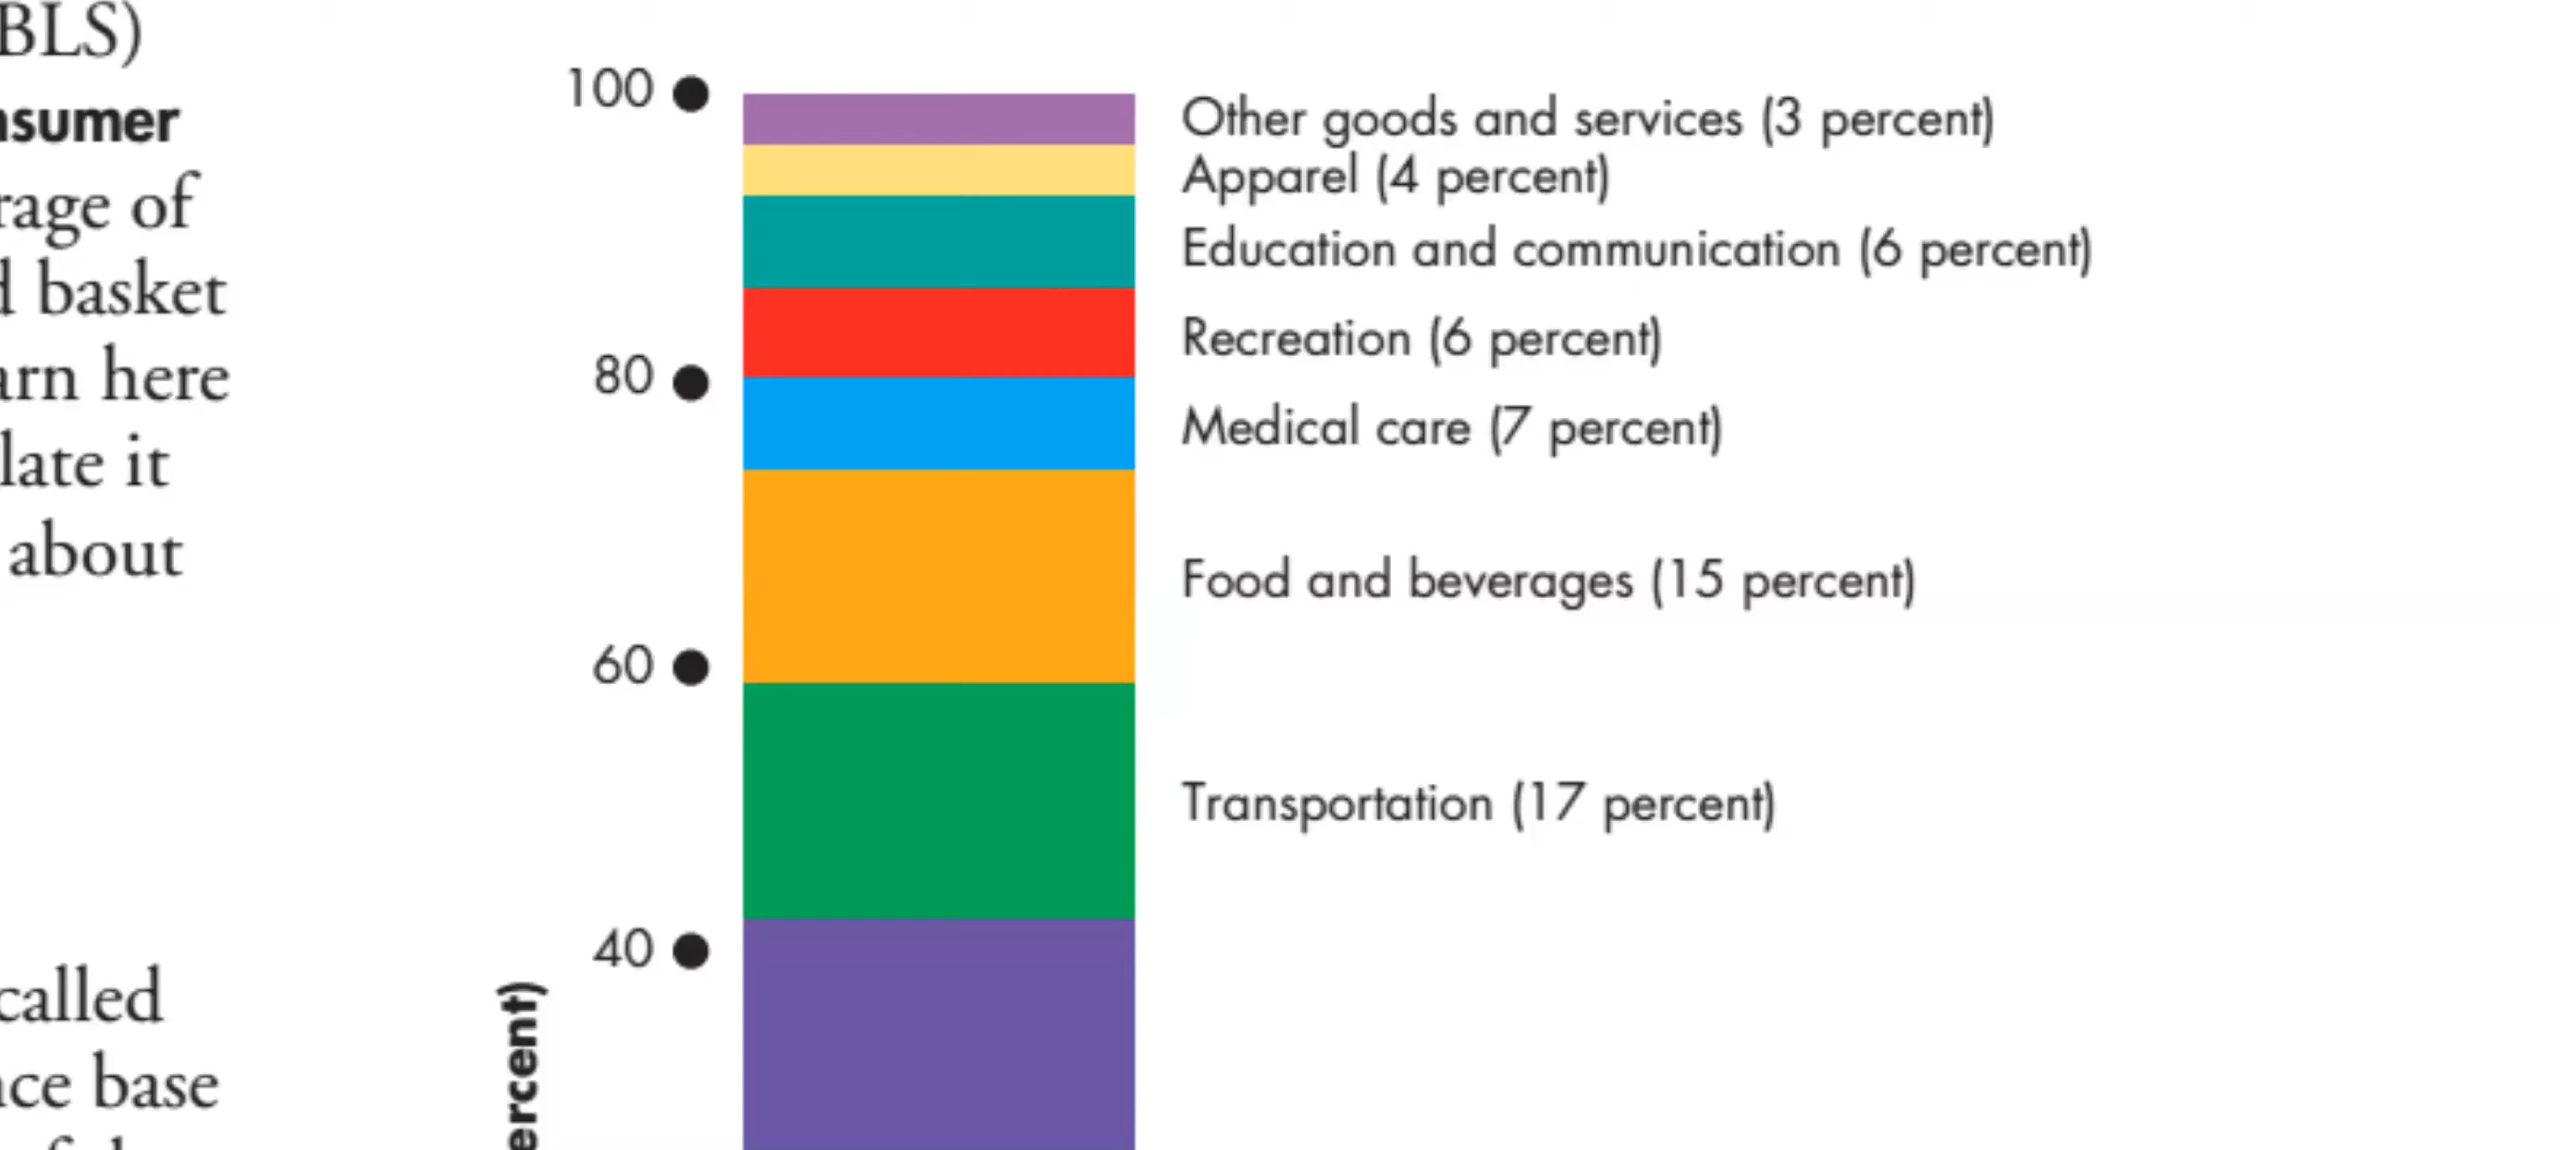 BLS)
nsumer
rage of
d basket
arn here
late it
about
called
nce base
100
80
60
40
ercent)
Other goods and services (3 percent)
Apparel (4 percent)
Education and communication (6 percent)
Recreation (6 percent)
Medical care (7 percent)
Food and beverages (15 percent)
Transportation (17 percent)